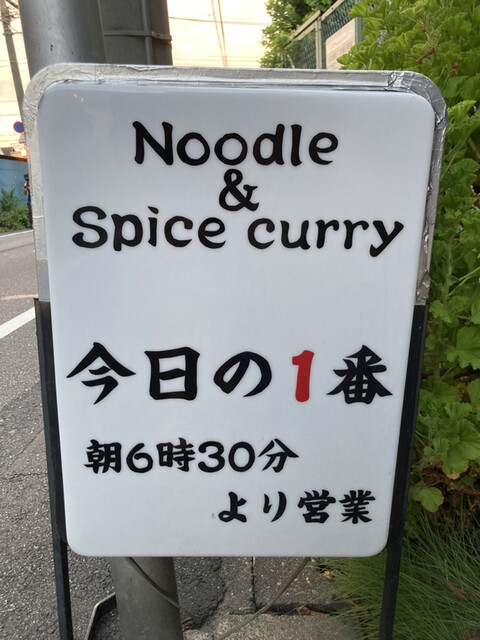 Noodle
&
Spice curry
今日の1番
朝6時30分
より営業